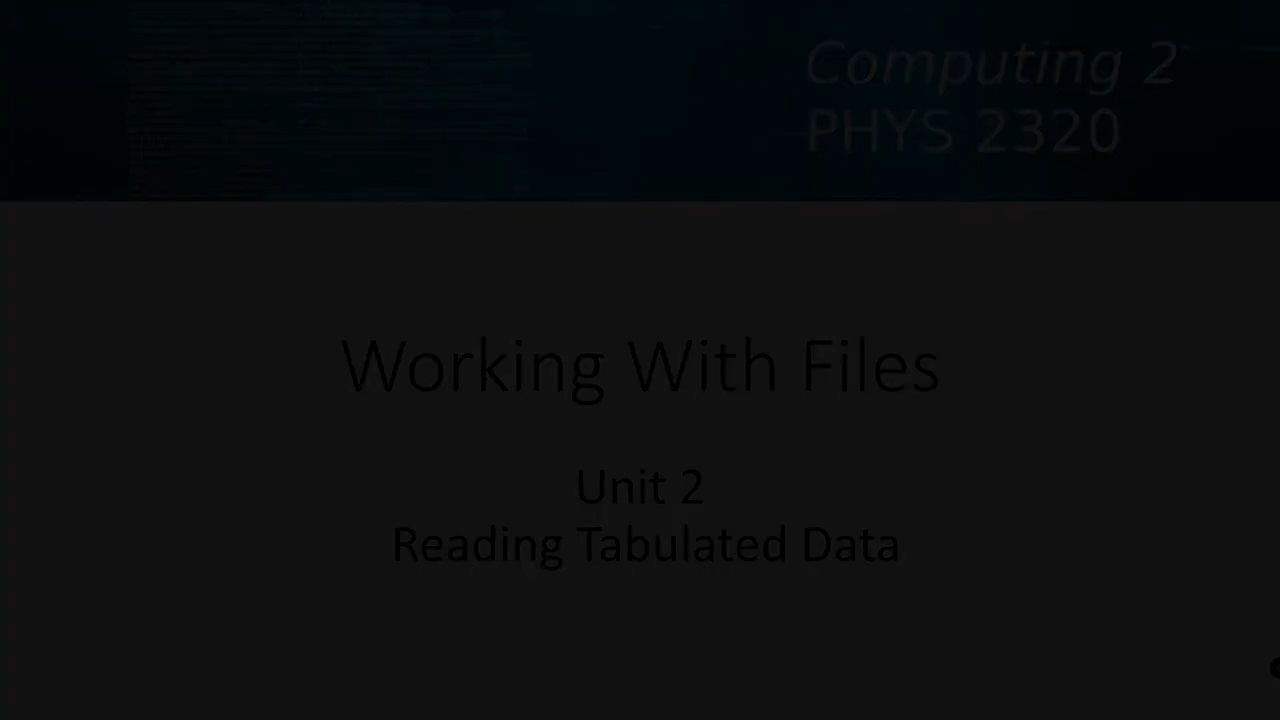 Computing 2
PHYS 2320
Working With Files
Unit 2
Reading Tabulated Data